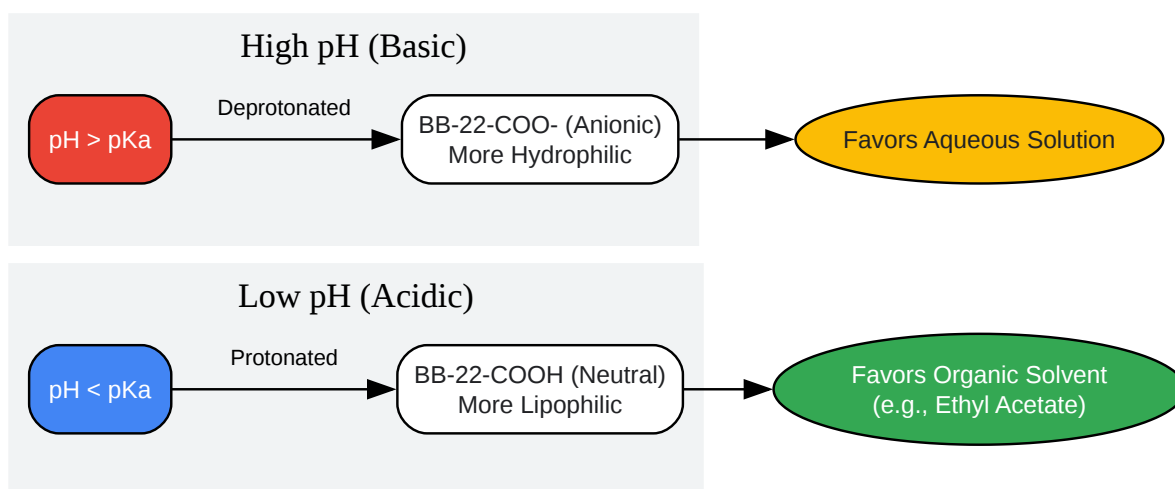 High pH (Basic)
pH > pKa
Deprotonated
BB-22-COO- (Anionic)
More Hydrophilic
Favors Aqueous Solution
Low pH (Acidic)
pH < pKa
Protonated
BB-22-COOH (Neutral)
More Lipophilic
Favors Organic Solvent
(e.g., Ethyl Acetate)